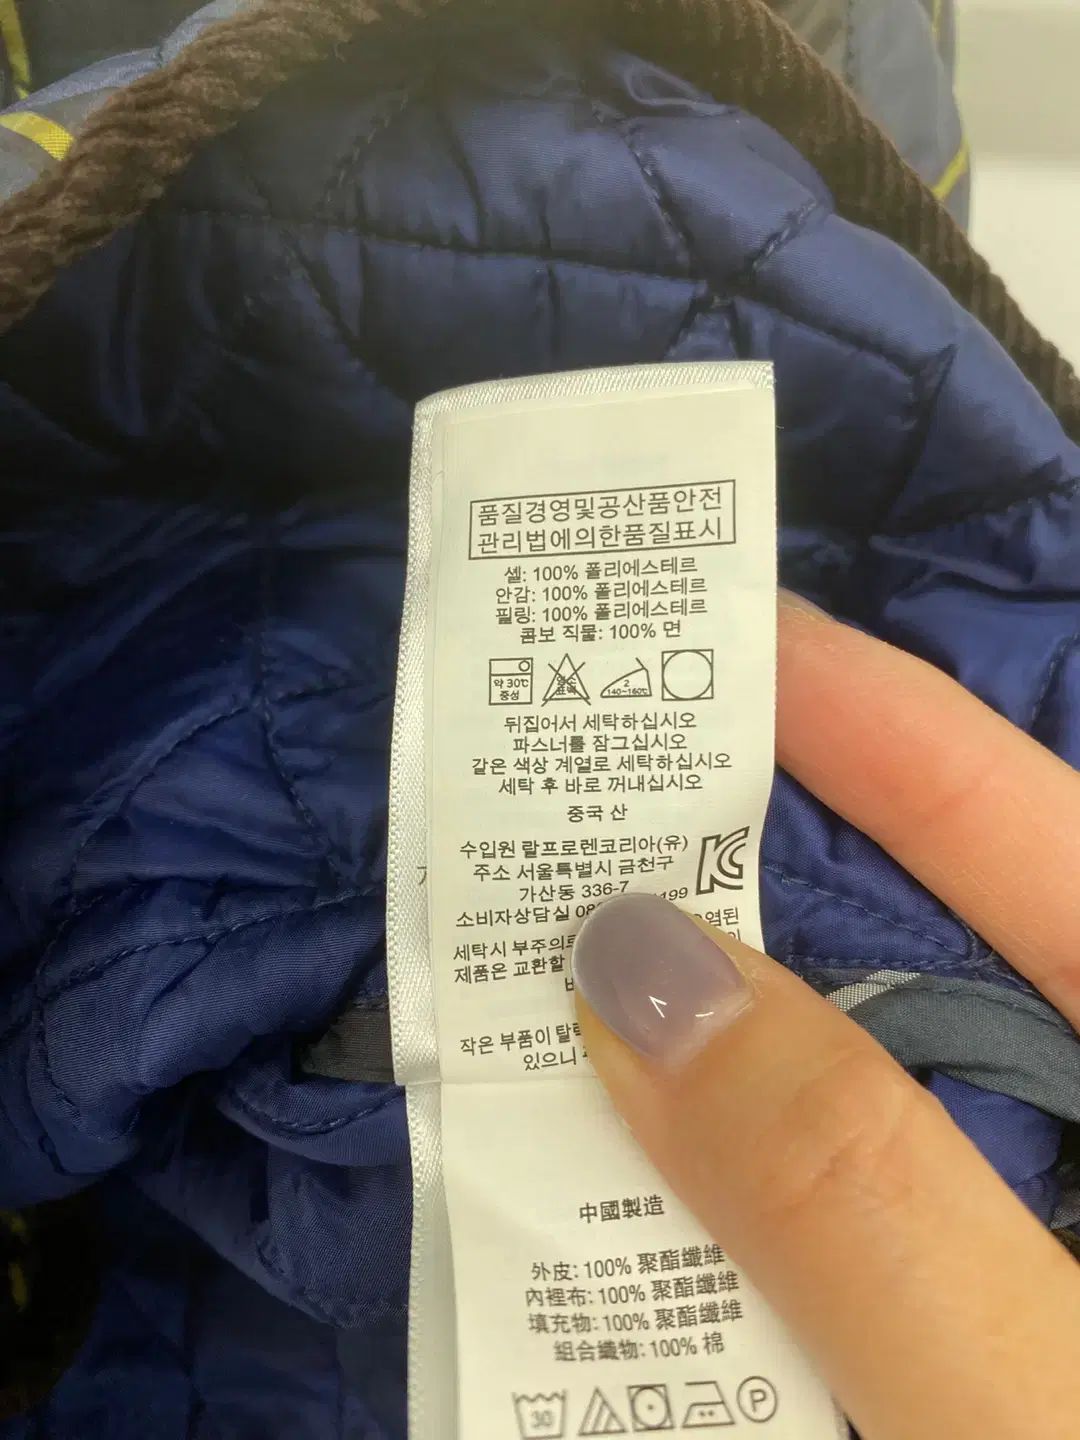 품질경영및공산품안전
관리법에의한품질표시
셸: 100% 폴리에스테르
안감: 100% 폴리에스테르
필링: 100% 폴리에스테르
콤보 직물: 100% 면
약 30℃
중성
염소
표백
2
140~160℃
뒤집어서 세탁하십시오
파스너를 잠그십시오
같은 색상 계열로 세탁하십시오
세탁 후 바로 꺼내십시오
중국 산
수입원 랄프로렌코리아(유)
주소 서울특별시 금천구
가산동 336-7
소비자상담실
세탁시
제품은 교환할
작은 부품이
있으니
中國製造
外皮: 100% 聚酯纖維
內裡布: 100% 聚酯纖維
填充物: 100% 聚酯纖維
組合織物: 100% 棉
30
P